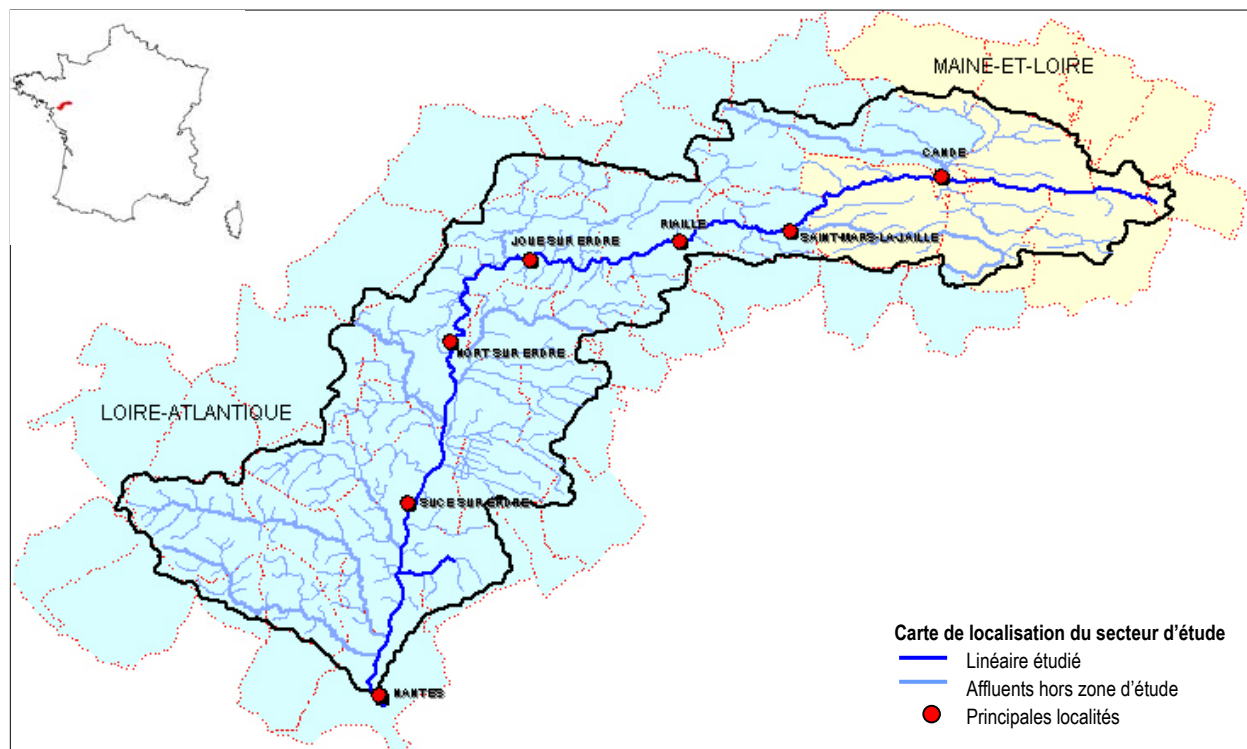 MAINE-ET-LOIRE
CANDE
RIAILLE
SAINT-MARS-LA-JAILLE
JOUE SUR ERDRE
NORT SUR ERDRE
LOIRE-ATLANTIQUE
SUCE SUR ERDRE
NANTES
Carte de localisation du secteur d'étude
Linéaire étudié
Affluents hors zone d'étude
Principales localités